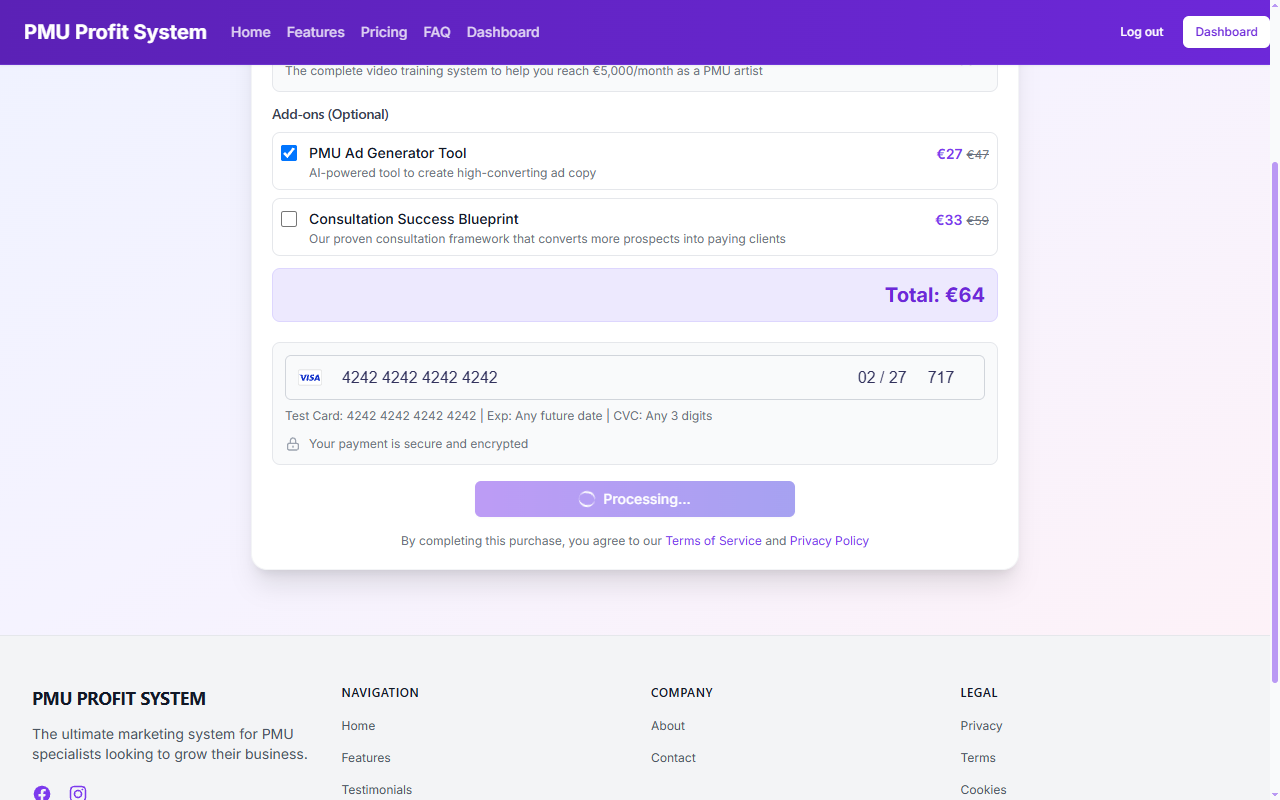 PMU Profit System
Home
Features
Pricing
FAQ
Dashboard
Log out
Dashboard
The complete video training system to help you reach €5,000/month as a PMU artist
Add-ons (Optional)
PMU Ad Generator Tool
€27 €47
AI-powered tool to create high-converting ad copy
Consultation Success Blueprint
€33 €59
Our proven consultation framework that converts more prospects into paying clients
Total: €64
VISA
4242 4242 4242 4242
02 / 27
717
Test Card: 4242 4242 4242 4242 | Exp: Any future date | CVC: Any 3 digits
Your payment is secure and encrypted
Processing...
By completing this purchase, you agree to our Terms of Service and Privacy Policy
PMU PROFIT SYSTEM
The ultimate marketing system for PMU
specialists looking to grow their business.
NAVIGATION
Home
Features
Testimonials
COMPANY
About
Contact
LEGAL
Privacy
Terms
Cookies